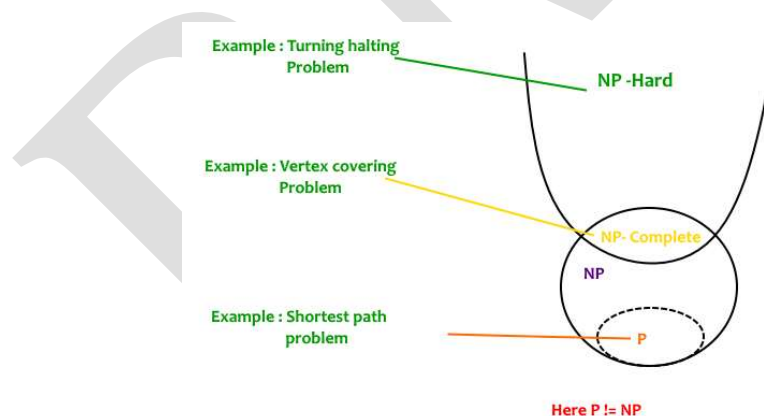 Example : Turning halting
Problem
NP -Hard
Example : Vertex covering
Problem
NP- Complete
NP
Example : Shortest path
problem
P
Here P != NP